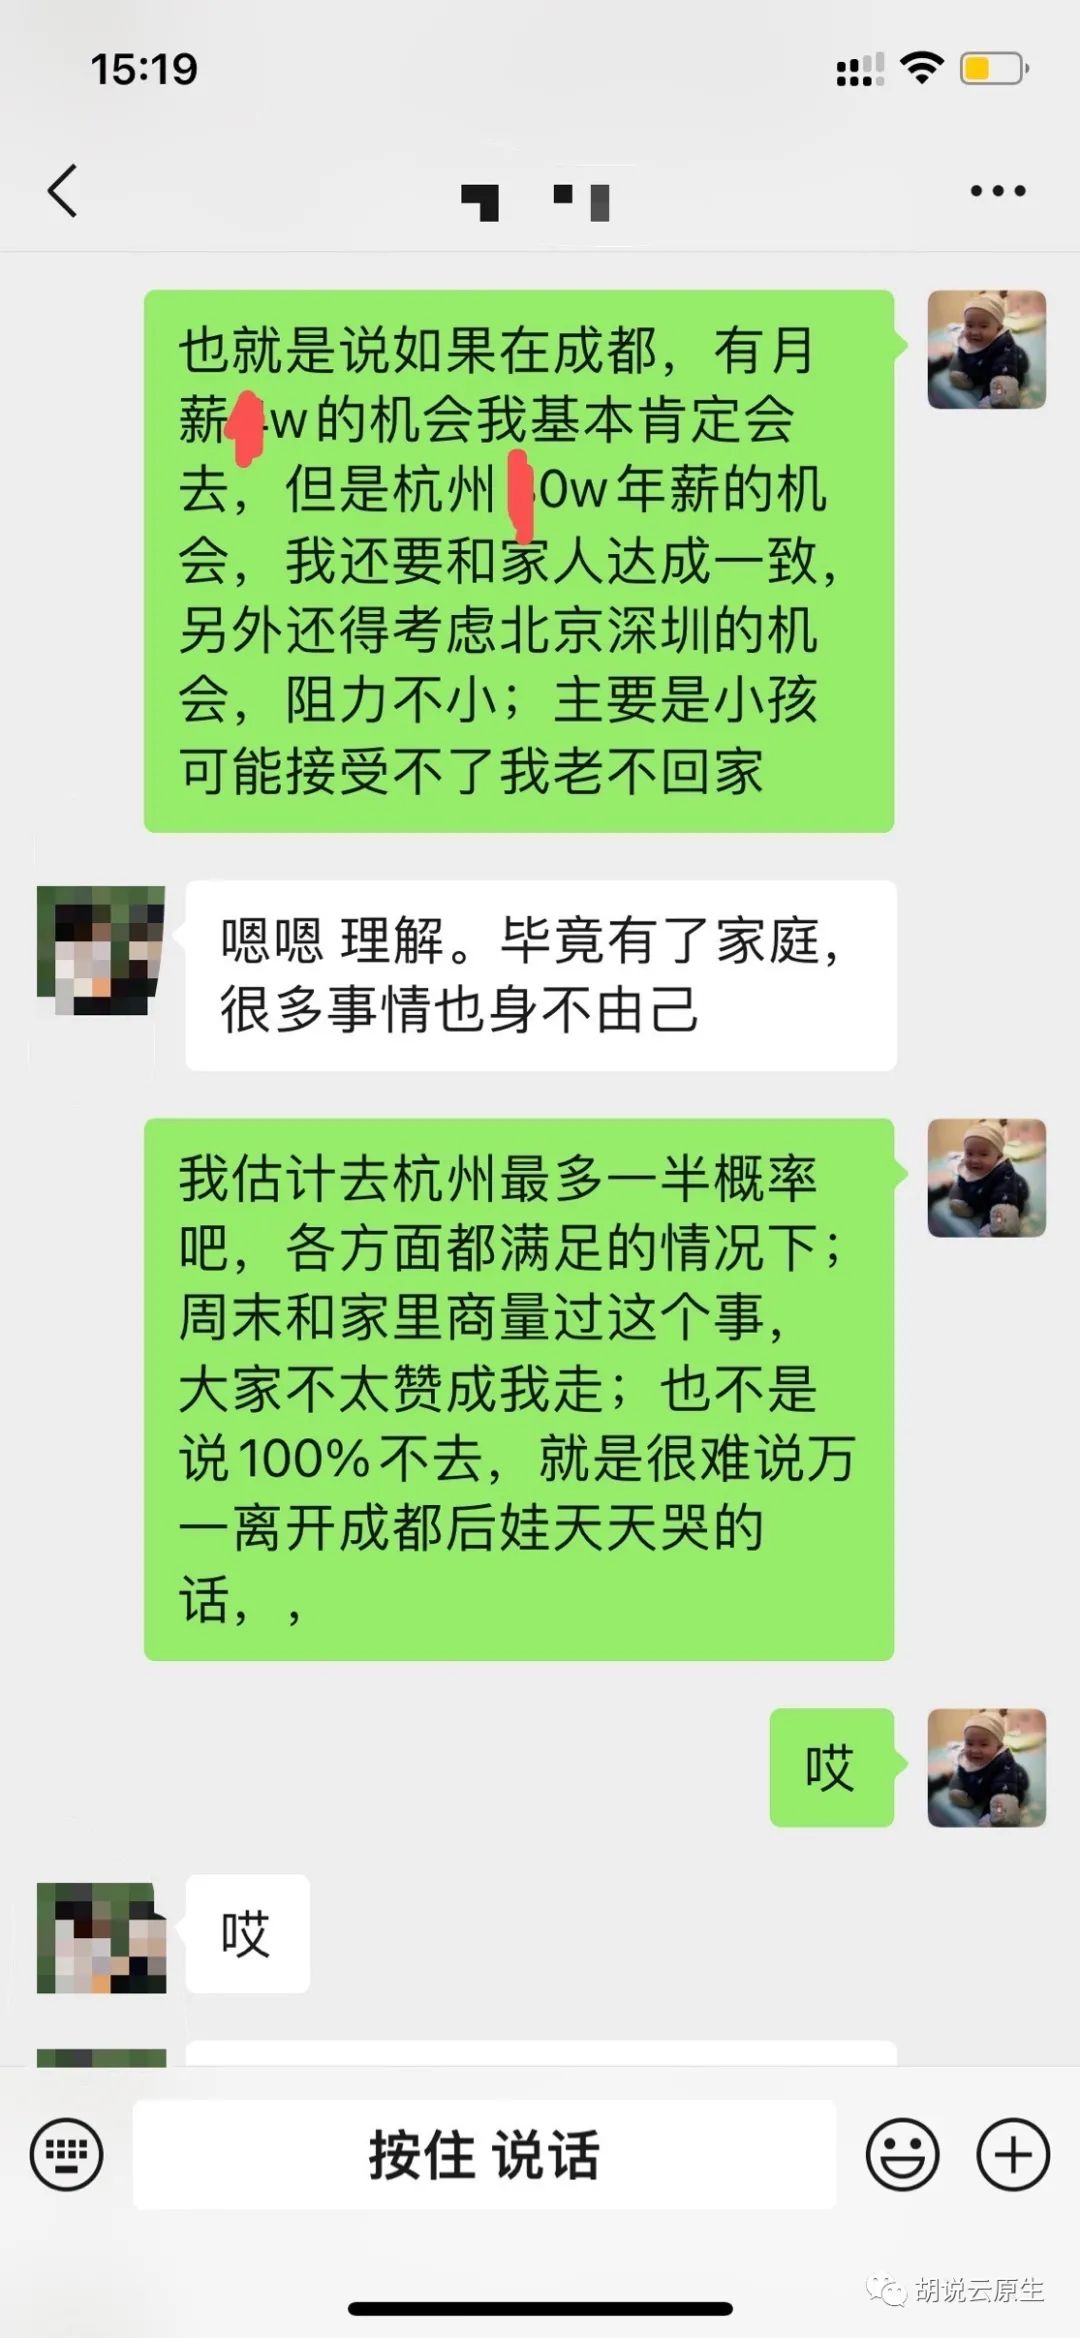 15:19
也就是说如果在成都，有月
薪 w的机会我基本肯定会
去，但是杭州 0w年薪的机
会，我还要和家人达成一致，
另外还得考虑北京深圳的机
会，阻力不小；主要是小孩
可能接受不了我老不回家
嗯嗯 理解。毕竟有了家庭，
很多事情也身不由己
我估计去杭州最多一半概率
吧，各方面都满足的情况下；
周末和家里商量过这个事，
大家不太赞成我走；也不是
说100%不去，就是很难说万
一离开成都后娃天天哭的
话，，
哎
哎
按住 说话
胡说云原生